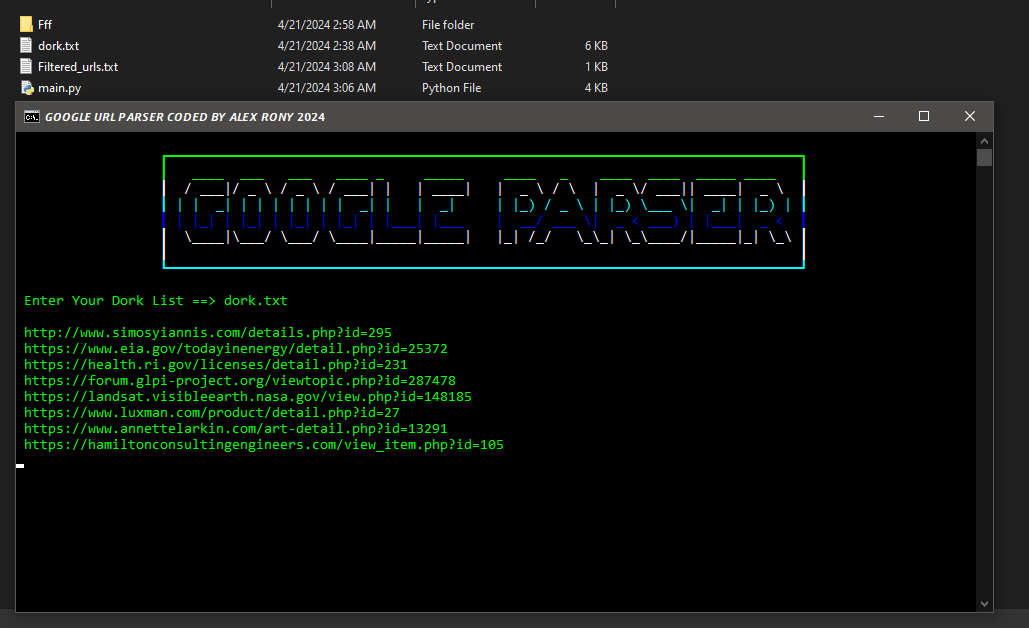 Fff 4/21/2024 2:58 AM File folder
dork.txt 4/21/2024 2:38 AM Text Document 6 KB
Filtered_urls.txt 4/21/2024 3:08 AM Text Document 1 KB
main.py 4/21/2024 3:06 AM Python File 4 KB
GOOGLE URL PARSER CODED BY ALEX RONY 2024
GOOGLE PARSER
Enter Your Dork List ==> dork.txt
http://www.simosyiannis.com/details.php?id=295
https://www.eia.gov/todayinenergy/detail.php?id=25372
https://health.ri.gov/licenses/detail.php?id=231
https://forum.glpi-project.org/viewtopic.php?id=287478
https://landsat.visibleearth.nasa.gov/view.php?id=148185
https://www.luxman.com/product/detail.php?id=27
https://www.annettelarkin.com/art-detail.php?id=13291
https://hamiltonconsultingengineers.com/view_item.php?id=105